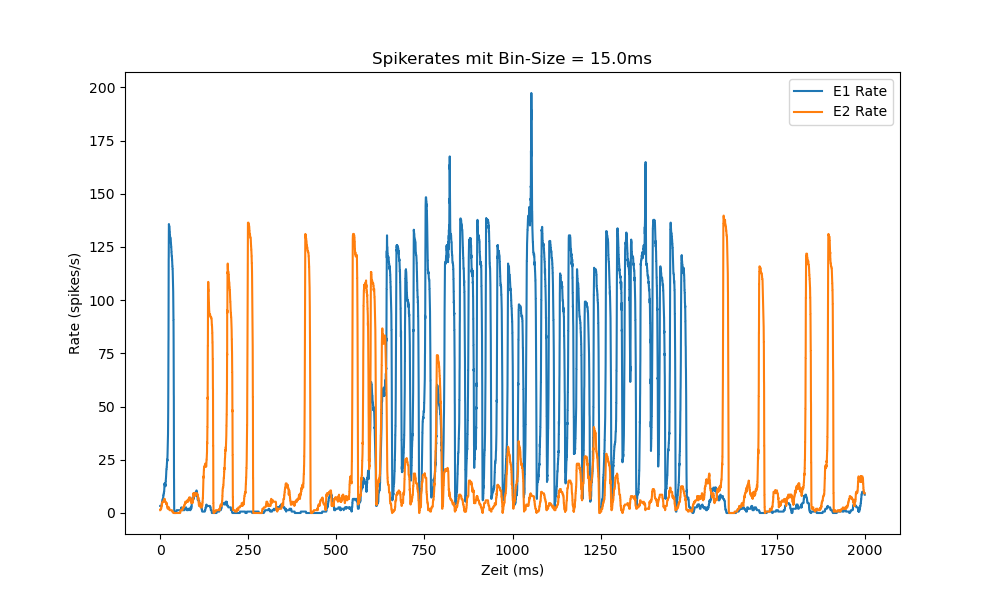 Spikerates mit Bin-Size = 15.0ms
E1 Rate
E2 Rate
Rate (spikes/s)
200
175
150
125
100
75
50
25
0
0 250 500 750 1000 1250 1500 1750 2000
Zeit (ms)